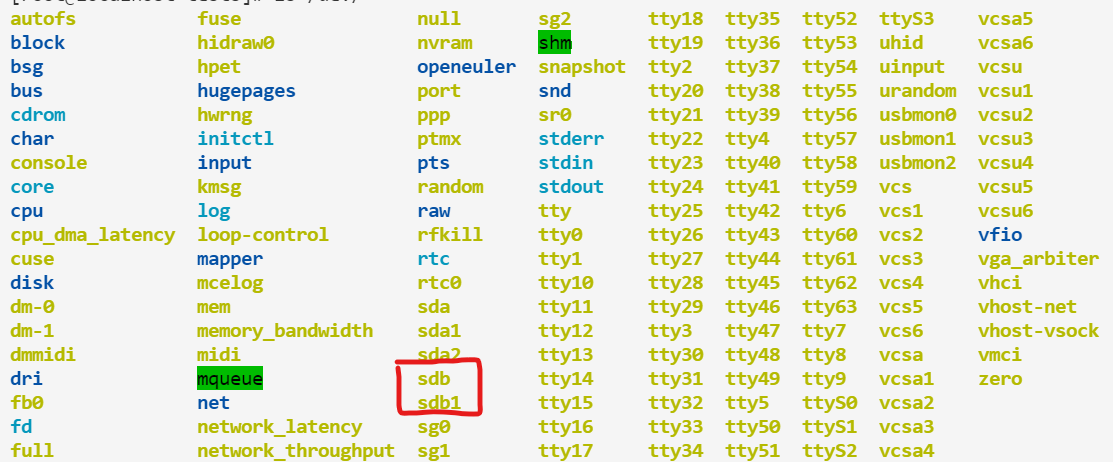 autofs fuse null sg2 tty18 tty35 tty52 ttyS3 vcsa5
block hidraw0 nvram shm tty19 tty36 tty53 uhid vcsa6
bsg hpet openeuler snapshot tty2 tty37 tty54 uinput vcsu
bus hugepages port snd tty20 tty38 tty55 urandom vcsu1
cdrom hwrng ppp sr0 tty21 tty39 tty56 usbmon0 vcsu2
char initctl ptmx stderr tty22 tty4 tty57 usbmon1 vcsu3
console input pts stdin tty23 tty40 tty58 usbmon2 vcsu4
core kmsg random stdout tty24 tty41 tty59 vcs vcsu5
cpu log raw tty tty25 tty42 tty6 vcs1 vcsu6
cpu_dma_latency loop-control rfkill tty0 tty26 tty43 tty60 vcs2 vfio
cuse mapper rtc tty1 tty27 tty44 tty61 vcs3 vga_arbiter
disk mcelog rtc0 tty10 tty28 tty45 tty62 vcs4 vhci
dm-0 mem sda tty11 tty29 tty46 tty63 vcs5 vhost-net
dm-1 memory_bandwidth sda1 tty12 tty3 tty47 tty7 vcs6 vhost-vsock
dmmidi midi sda2 tty13 tty30 tty48 tty8 vcsa vmci
dri mqueue sdb tty14 tty31 tty49 tty9 vcsa1 zero
fb0 net sdb1 tty15 tty32 tty5 ttyS0 vcsa2
fd network_latency sg0 tty16 tty33 tty50 ttyS1 vcsa3
full network_throughput sg1 tty17 tty34 tty51 ttyS2 vcsa4